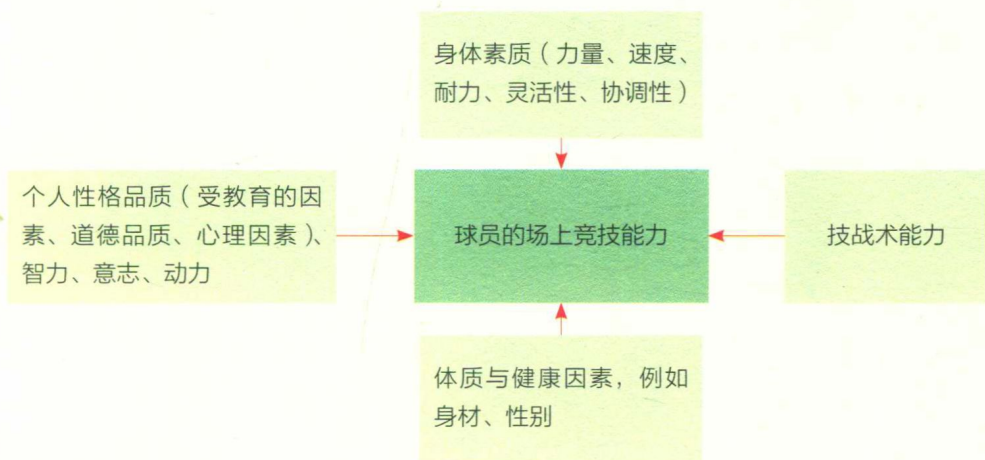 身体素质（力量、速度、
耐力、灵活性、协调性）
个人性格品质（受教育的因
素、道德品质、心理因素）、
智力、意志、动力
球员的场上竞技能力
技战术能力
体质与健康因素，例如
身材、性别